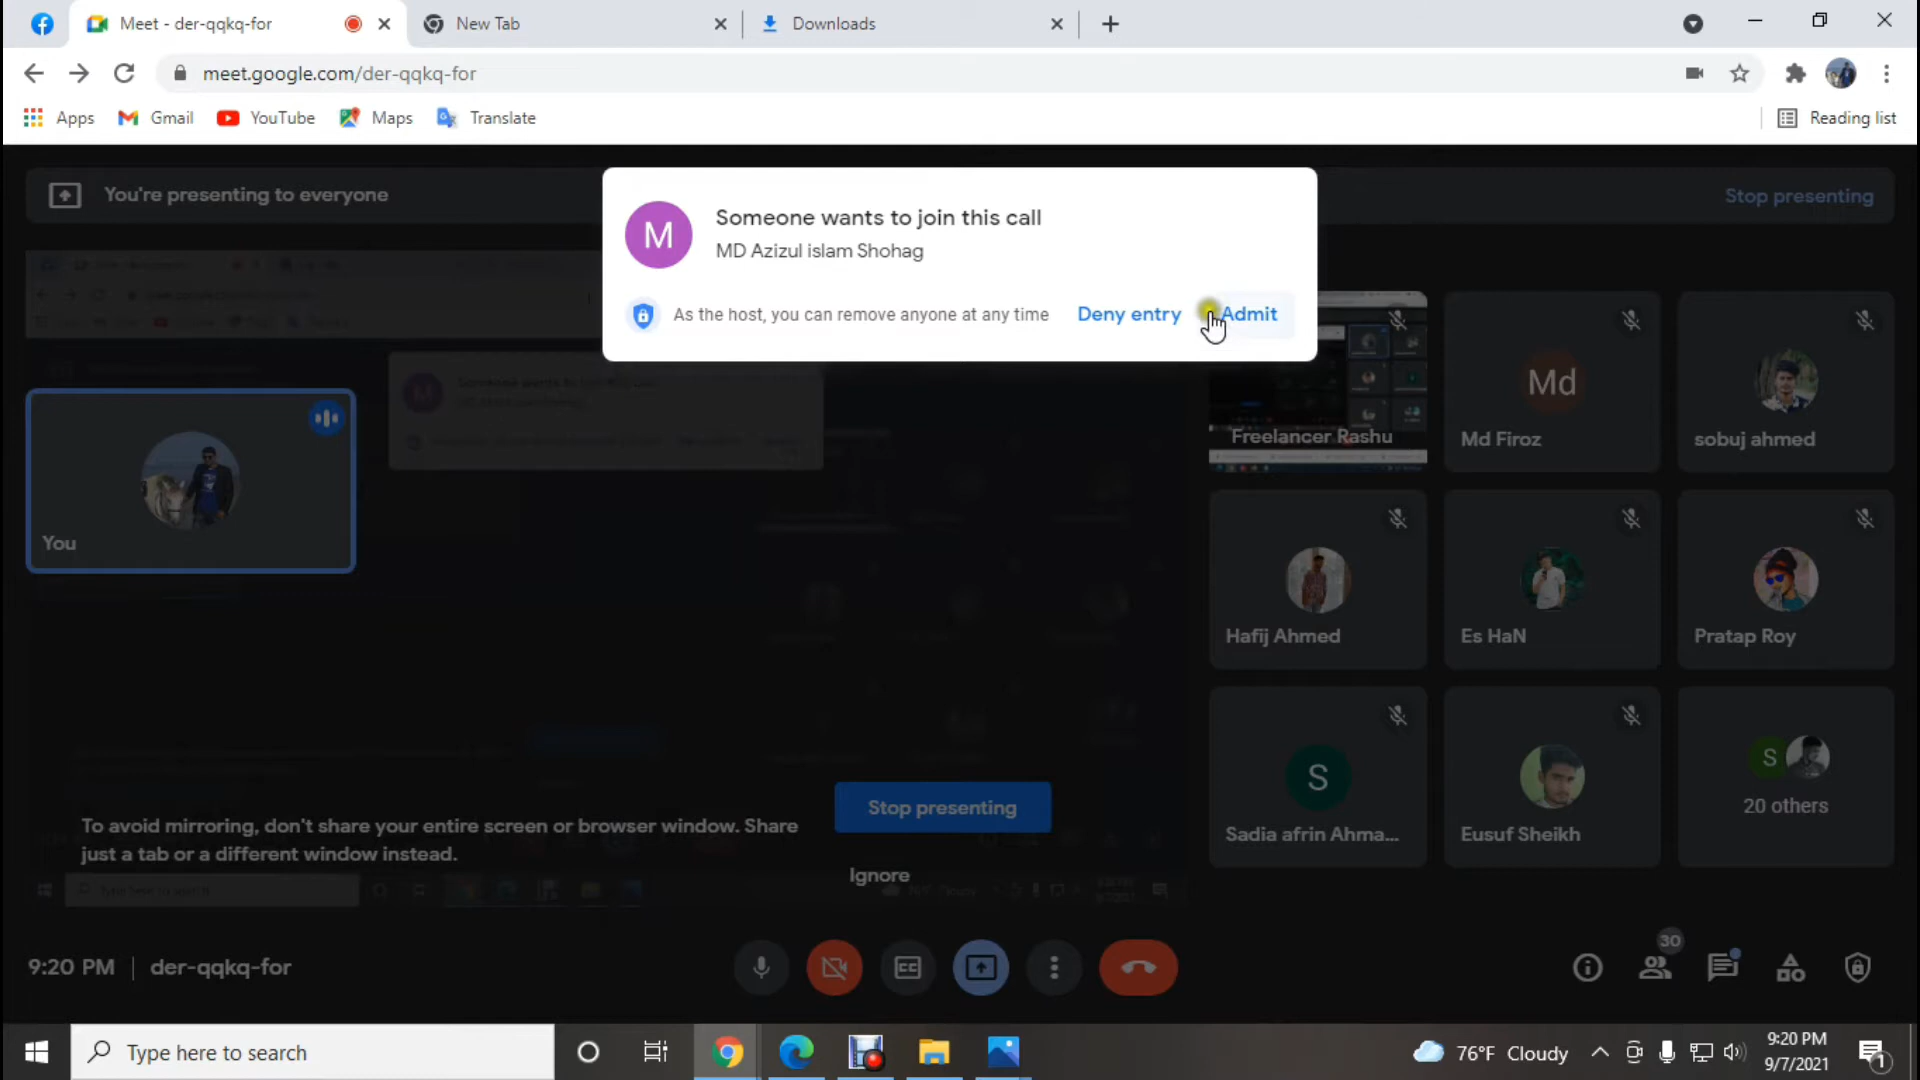 Meet - der-qqkq-for
New Tab
Downloads
meet.google.com/der-qqkq-for
Apps
Gmail
YouTube
Maps
Translate
Reading list
You're presenting to everyone
Stop presenting
M
Someone wants to join this call
MD Azizul islam Shohag
As the host, you can remove anyone at any time
Deny entry
Admit
You
Freelancer Rashu
Md
Md Firoz
sobuj ahmed
Hafij Ahmed
Es HaN
Pratap Roy
S
Sadia afrin Ahma...
Eusuf Sheikh
S
20 others
To avoid mirroring, don't share your entire screen or browser window. Share
just a tab or a different window instead.
Stop presenting
Ignore
9:20 PM | der-qqkq-for
30
Type here to search
76°F Cloudy
9:20 PM
9/7/2021
1